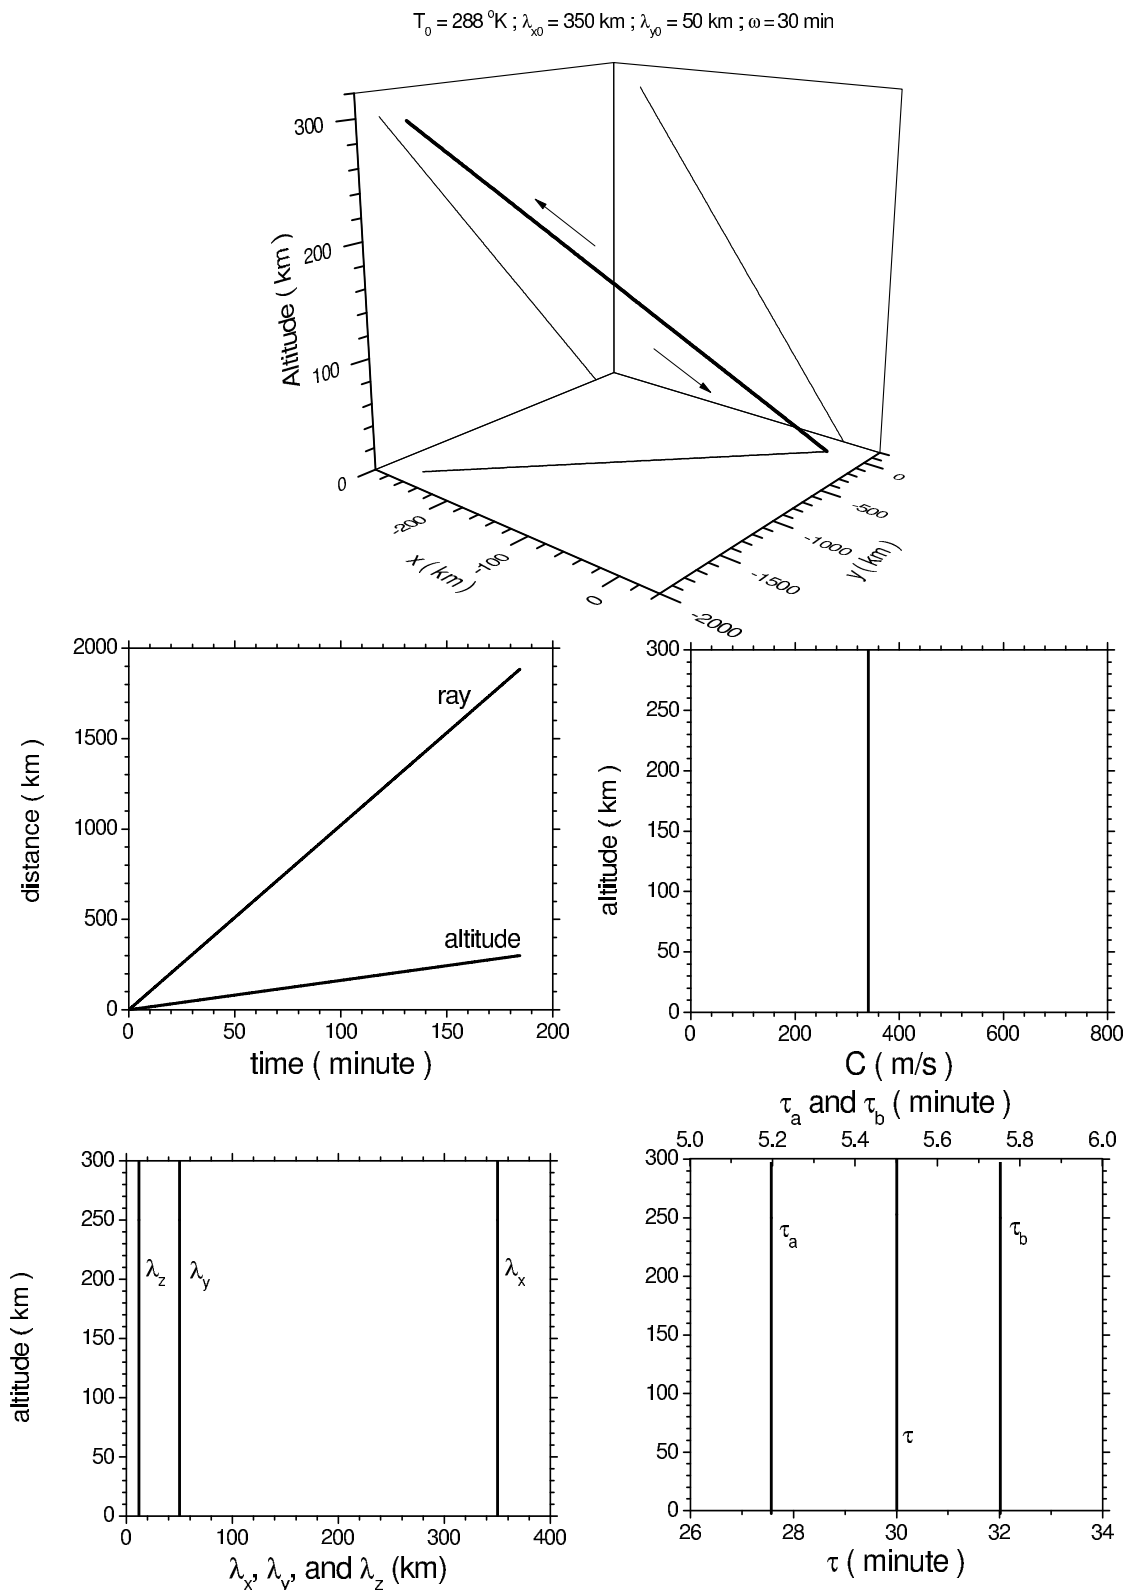 T0 = 288 °K ; λx0 = 350 km ; λy0 = 50 km ; ω = 30 min
Altitude ( km )
300
200
100
0
-200
-100
0
x ( km )
0
-500
-1000
-1500
-2000
y ( km )
distance ( km )
2000
1500
1000
500
0
ray
altitude
0 50 100 150 200
time ( minute )
altitude ( km )
300
250
200
150
100
50
0
0 200 400 600 800
C ( m/s )
altitude ( km )
300
250
200
150
100
50
0
λz λy λx
0 100 200 300 400
λx, λy, and λz (km)
τa and τb ( minute )
5.0 5.2 5.4 5.6 5.8 6.0
300
250
200
150
100
50
0
τa
τb
τ
26 28 30 32 34
τ ( minute )